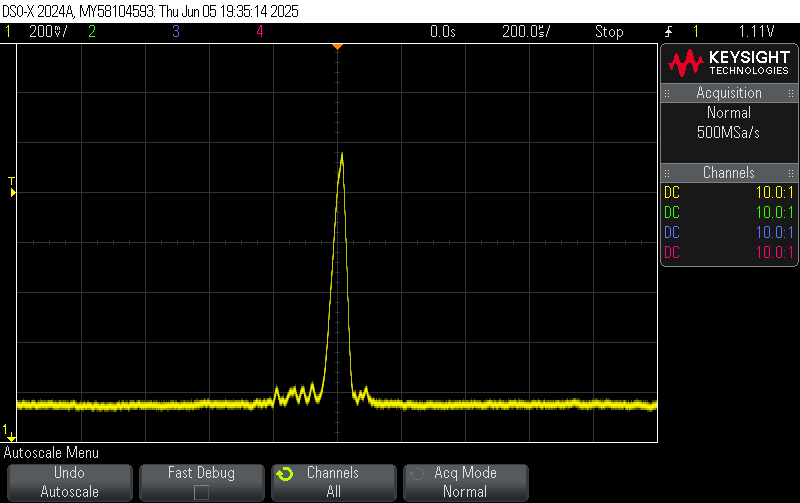 DSO-X 2024A, MY58104593: Thu Jun 05 19:35:14 2025
1 200mV/ 2 3 4 0.0s 200.0us/ Stop 1 1.11V
KEYSIGHT
TECHNOLOGIES
Acquisition
Normal
500MSa/s
Channels
DC 10.0:1
DC 10.0:1
DC 10.0:1
DC 10.0:1
T
1
Autoscale Menu
Undo
Autoscale
Fast Debug
Channels
All
Acq Mode
Normal